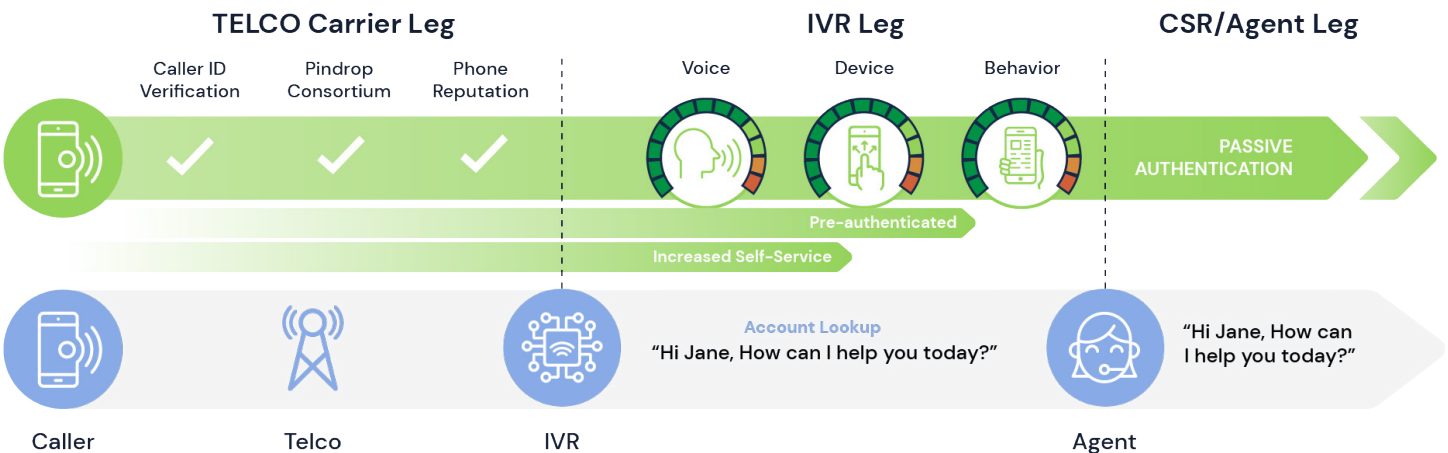 TELCO Carrier Leg
IVR Leg
CSR/Agent Leg
Caller ID
Verification
Pindrop
Consortium
Phone
Reputation
Voice
Device
Behavior
PASSIVE
AUTHENTICATION
Pre-authenticated
Increased Self-Service
Account Lookup
“Hi Jane, How can I help you today?”
“Hi Jane, How can
I help you today?”
Caller
Telco
IVR
Agent